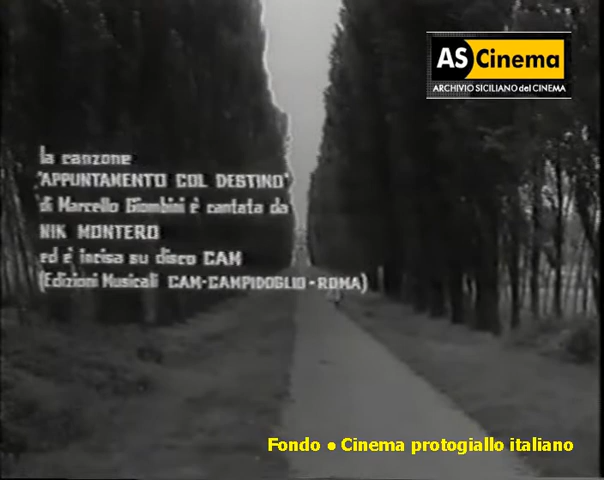 AS Cinema
ARCHIVIO SICILIANO del CINEMA
la canzone
"APPUNTAMENTO COL DESTINO"
di Marcello Giombini è cantata da
NIK MONTERO
ed è incisa su disco CAM
(Edizioni Musicali CAM-CAMPIDOGLIO-ROMA)
Fondo • Cinema protogiallo italiano